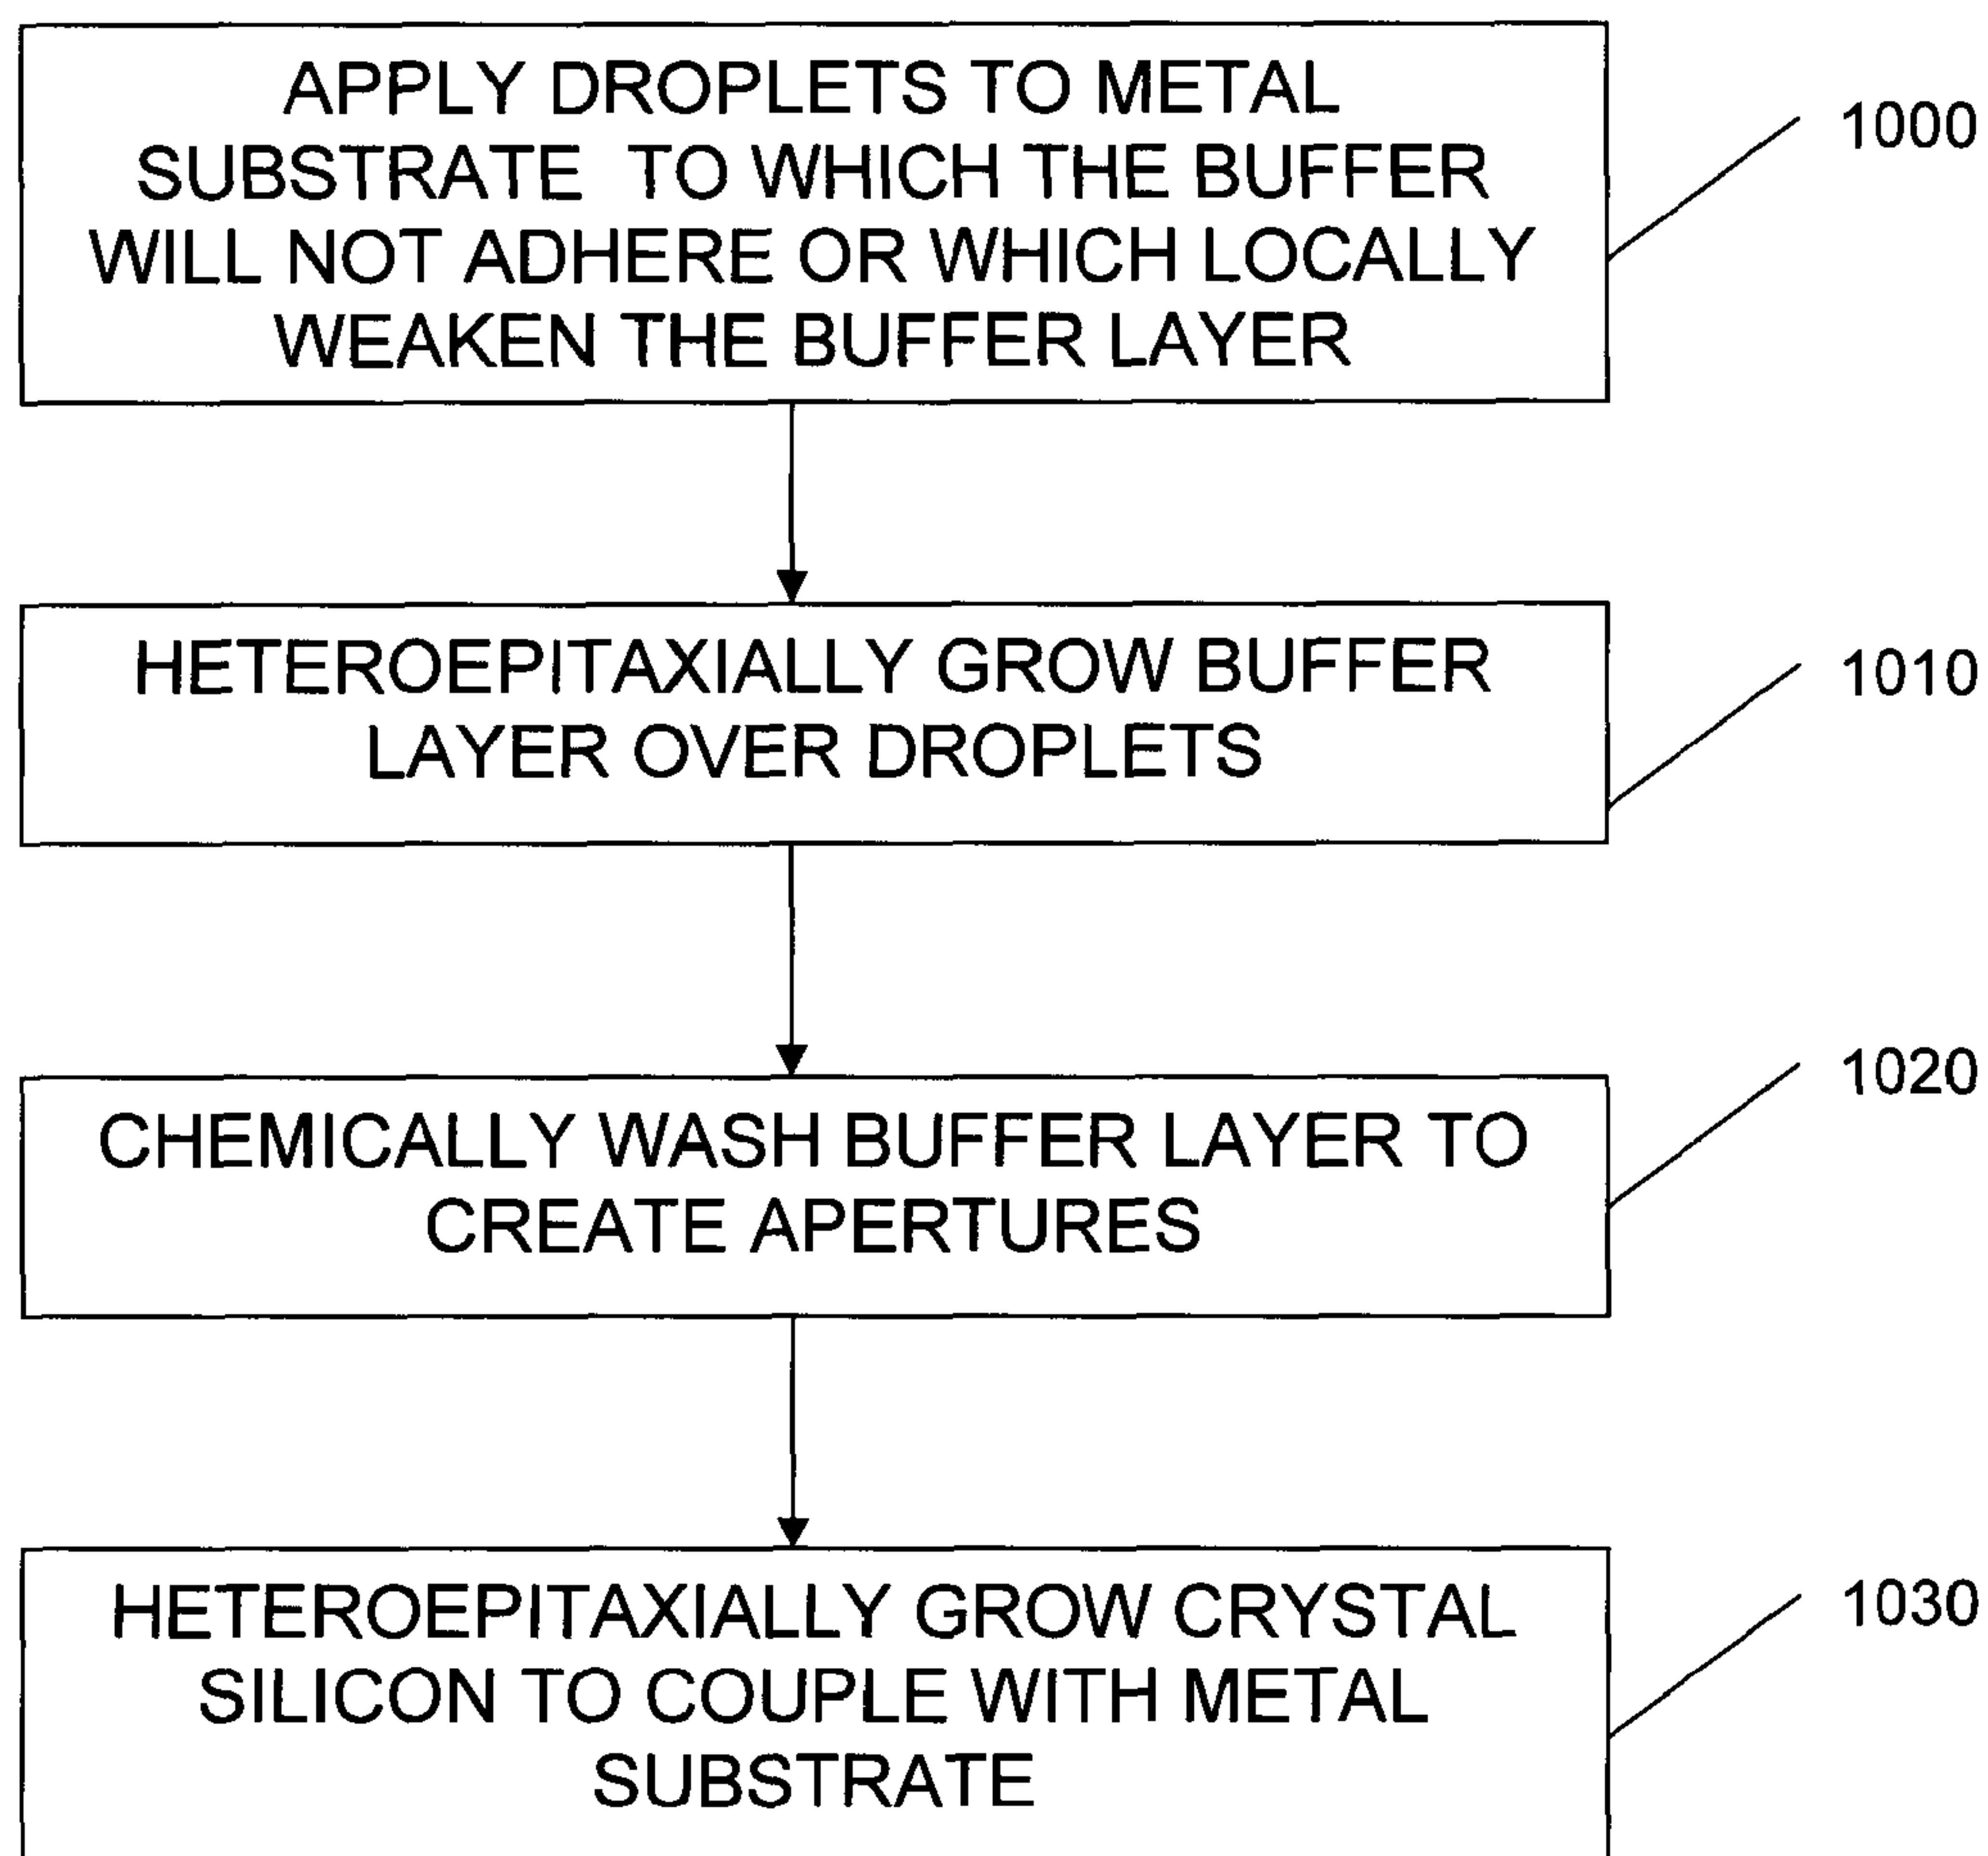 APPLY DROPLETS TO METAL
SUBSTRATE TO WHICH THE BUFFER
WILL NOT ADHERE OR WHICH LOCALLY
WEAKEN THE BUFFER LAYER
1000
HETEROEPITAXIALLY GROW BUFFER
LAYER OVER DROPLETS
1010
CHEMICALLY WASH BUFFER LAYER TO
CREATE APERTURES
1020
HETEROEPITAXIALLY GROW CRYSTAL
SILICON TO COUPLE WITH METAL
SUBSTRATE
1030